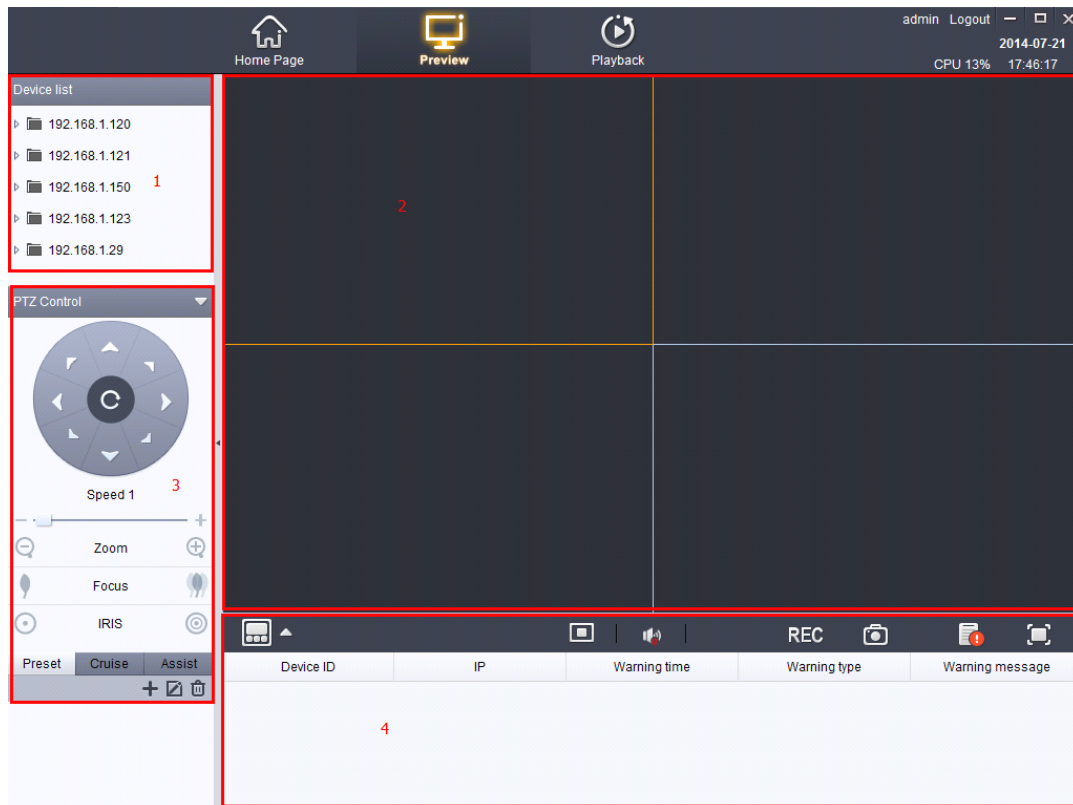 admin Logout
2014-07-21
Home Page Preview Playback
CPU 13% 17:46:17
Device list
192.168.1.120
192.168.1.121
192.168.1.150
192.168.1.123
192.168.1.29
1
2
PTZ Control
Speed 1
3
Zoom
Focus
IRIS
Preset Cruise Assist
REC
Device ID IP Warning time Warning type Warning message
4